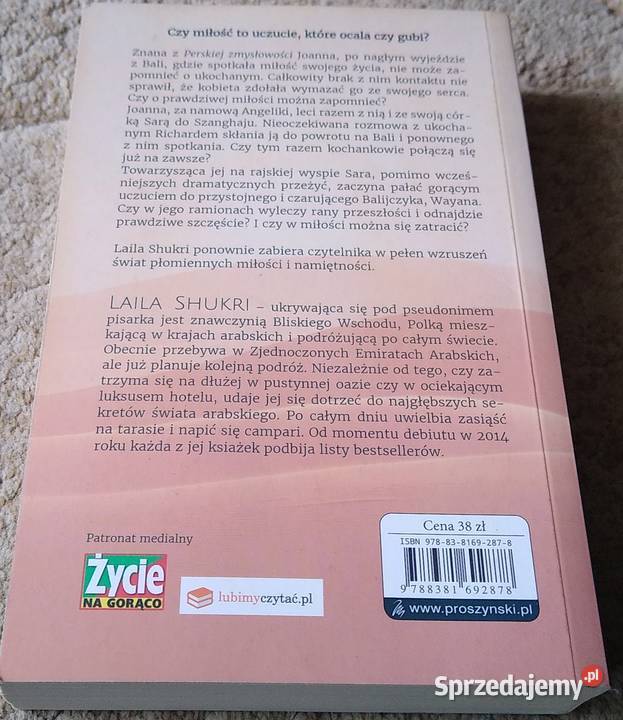 Czy miłość to uczucie, które ocala czy gubi?
Znana z Perskiej zmysłowości Joanna, po nagłym wyjeździe
z Bali, gdzie spotkała miłość swojego życia, nie może za-
pomnieć o ukochanym. Całkowity brak z nim kontaktu nie
sprawił, że kobieta zdołała wymazać go ze swojego serca.
Czy o prawdziwej miłości można zapomnieć?
Joanna, za namową Angeliki, leci razem z nią i ze swoją cór-
ką Sarą do Szanghaju. Nieoczekiwana rozmowa z ukocha-
nym Richardem skłania ją do powrotu na Bali i ponownego
z nim spotkania. Czy tym razem kochankowie połączą się
już na zawsze?
Towarzysząca jej na rajskiej wyspie Sara, pomimo wcześ-
niejszych dramatycznych przeżyć, zaczyna pałać gorącym
uczuciem do przystojnego i czarującego Balijczyka, Wayana.
Czy w jego ramionach wyleczy rany przeszłości i odnajdzie
prawdziwe szczęście? I czy w miłości można się zatracić?
Laila Shukri ponownie zabiera czytelnika w pełen wzruszeń
świat płomiennych miłości i namiętności.
LAILA SHUKRI – ukrywająca się pod pseudonimem
pisarka jest znawczynią Bliskiego Wschodu, Polką miesz-
kającą w krajach arabskich i podróżującą po całym świecie.
Obecnie przebywa w Zjednoczonych Emiratach Arabskich,
ale już planuje kolejną podróż. Niezależnie od tego, czy za-
trzyma się na dłużej w pustynnej oazie czy w ociekającym
luksusem hotelu, udaje jej się dotrzeć do najgłębszych se-
kretów świata arabskiego. Po całym dniu uwielbia zasiąść
na tarasie i napić się campari. Od momentu debiutu w 2014
roku każda z jej książek podbija listy bestsellerów.
Patronat medialny
Życie
NA GORĄCO
lubimyczytać.pl
Cena 38 zł
ISBN 978-83-8169-287-8
9 788381 692878
www.proszynski.pl
Sprzedajemy.pl